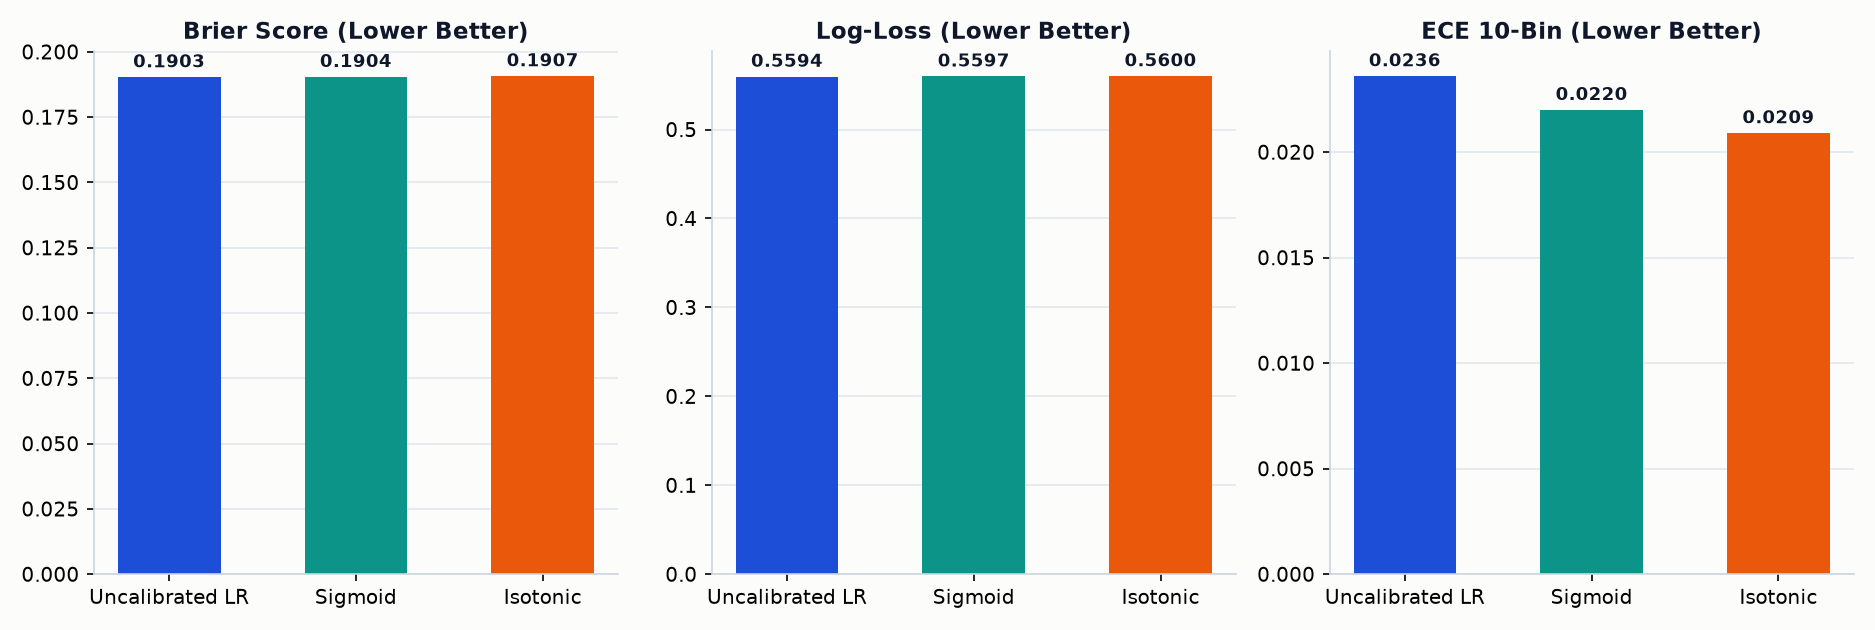 Brier Score (Lower Better)
0.200
0.175
0.150
0.125
0.100
0.075
0.050
0.025
0.000
0.1903
0.1904
0.1907
Uncalibrated LR
Sigmoid
Isotonic
Log-Loss (Lower Better)
0.5
0.4
0.3
0.2
0.1
0.0
0.5594
0.5597
0.5600
Uncalibrated LR
Sigmoid
Isotonic
ECE 10-Bin (Lower Better)
0.020
0.015
0.010
0.005
0.000
0.0236
0.0220
0.0209
Uncalibrated LR
Sigmoid
Isotonic